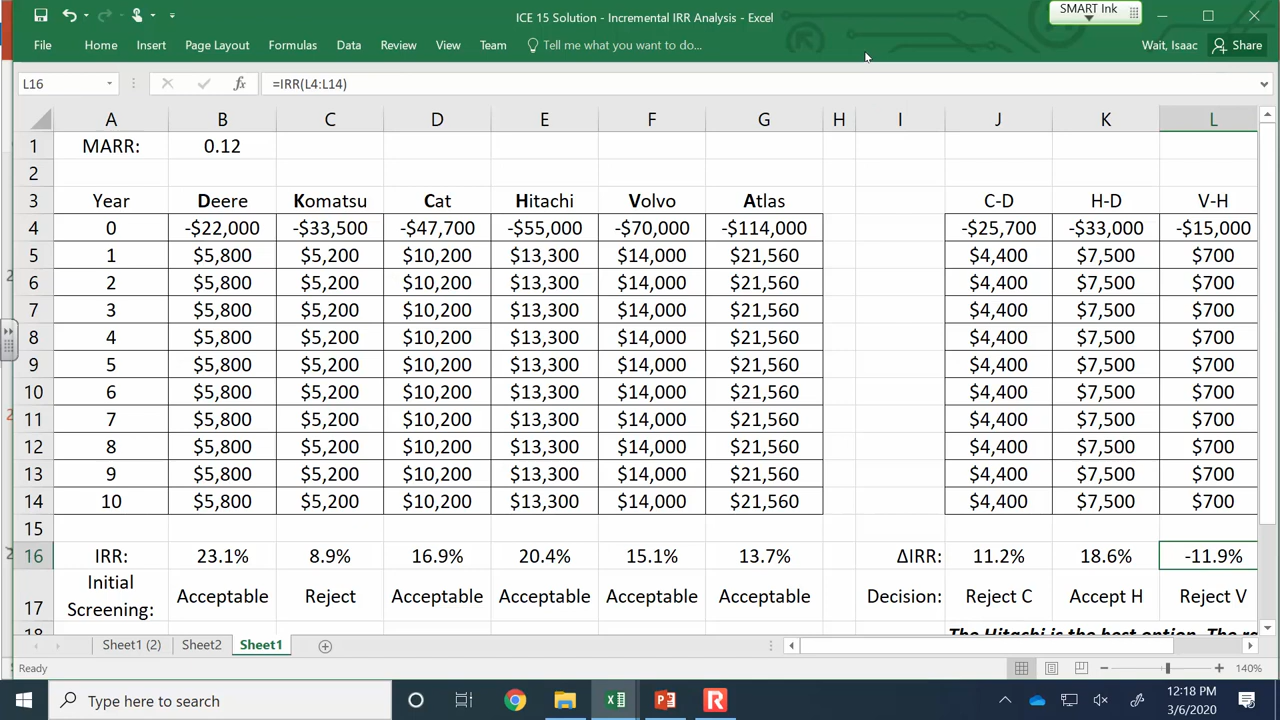 ICE 15 Solution - Incremental IRR Analysis - Excel
SMART Ink
File Home Insert Page Layout Formulas Data Review View Team Tell me what you want to do... Wait, Isaac Share
L16 fx =IRR(L4:L14)
A B C D E F G H I J K L
1 MARR: 0.12
2
3 Year Deere Komatsu Cat Hitachi Volvo Atlas C-D H-D V-H
4 0 -$22,000 -$33,500 -$47,700 -$55,000 -$70,000 -$114,000 -$25,700 -$33,000 -$15,000
5 1 $5,800 $5,200 $10,200 $13,300 $14,000 $21,560 $4,400 $7,500 $700
6 2 $5,800 $5,200 $10,200 $13,300 $14,000 $21,560 $4,400 $7,500 $700
7 3 $5,800 $5,200 $10,200 $13,300 $14,000 $21,560 $4,400 $7,500 $700
8 4 $5,800 $5,200 $10,200 $13,300 $14,000 $21,560 $4,400 $7,500 $700
9 5 $5,800 $5,200 $10,200 $13,300 $14,000 $21,560 $4,400 $7,500 $700
10 6 $5,800 $5,200 $10,200 $13,300 $14,000 $21,560 $4,400 $7,500 $700
11 7 $5,800 $5,200 $10,200 $13,300 $14,000 $21,560 $4,400 $7,500 $700
12 8 $5,800 $5,200 $10,200 $13,300 $14,000 $21,560 $4,400 $7,500 $700
13 9 $5,800 $5,200 $10,200 $13,300 $14,000 $21,560 $4,400 $7,500 $700
14 10 $5,800 $5,200 $10,200 $13,300 $14,000 $21,560 $4,400 $7,500 $700
15
16 IRR: 23.1% 8.9% 16.9% 20.4% 15.1% 13.7% ΔIRR: 11.2% 18.6% -11.9%
Initial
17 Screening: Acceptable Reject Acceptable Acceptable Acceptable Acceptable Decision: Reject C Accept H Reject V
18 The Hitachi is the best option. The
Sheet1 (2) Sheet2 Sheet1
Ready 140%
Type here to search 12:18 PM
3/6/2020